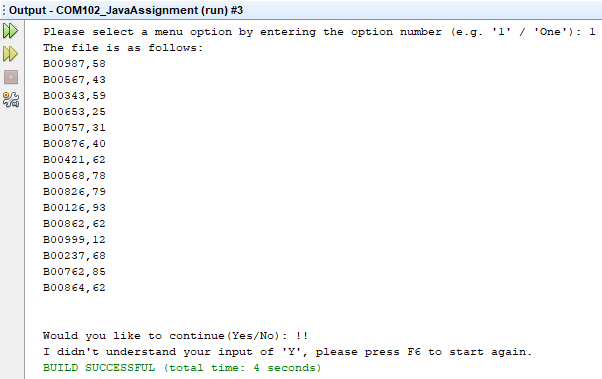 Output - COM102_JavaAssignment (run) #3
Please select a menu option by entering the option number (e.g. '1' / 'One'): 1
The file is as follows:
B00987,58
B00567,43
B00343,59
B00653,25
B00757,31
B00876,40
B00421,62
B00568,78
B00826,79
B00126,93
B00862,62
B00999,12
B00237,68
B00762,85
B00864,62
Would you like to continue(Yes/No): !!
I didn't understand your input of 'Y', please press F6 to start again.
BUILD SUCCESSFUL (total time: 4 seconds)